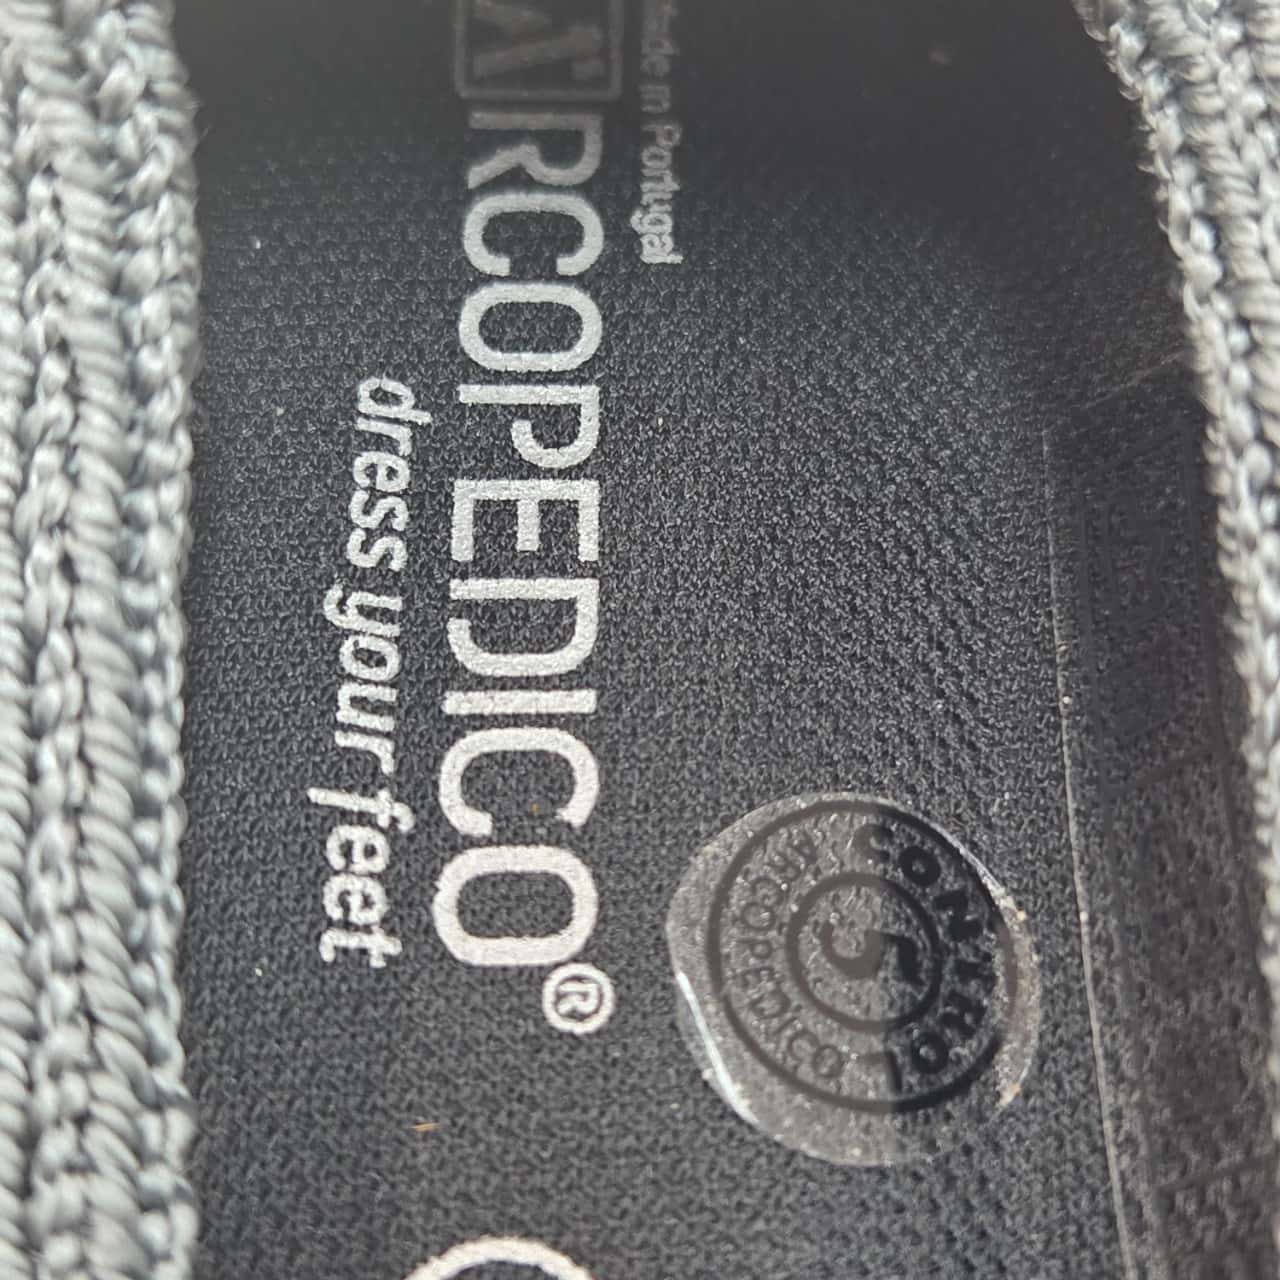 Made in Portugal
ARCOPEDICO®
dress your feet
CONTROL
5
ARCOPEDICO